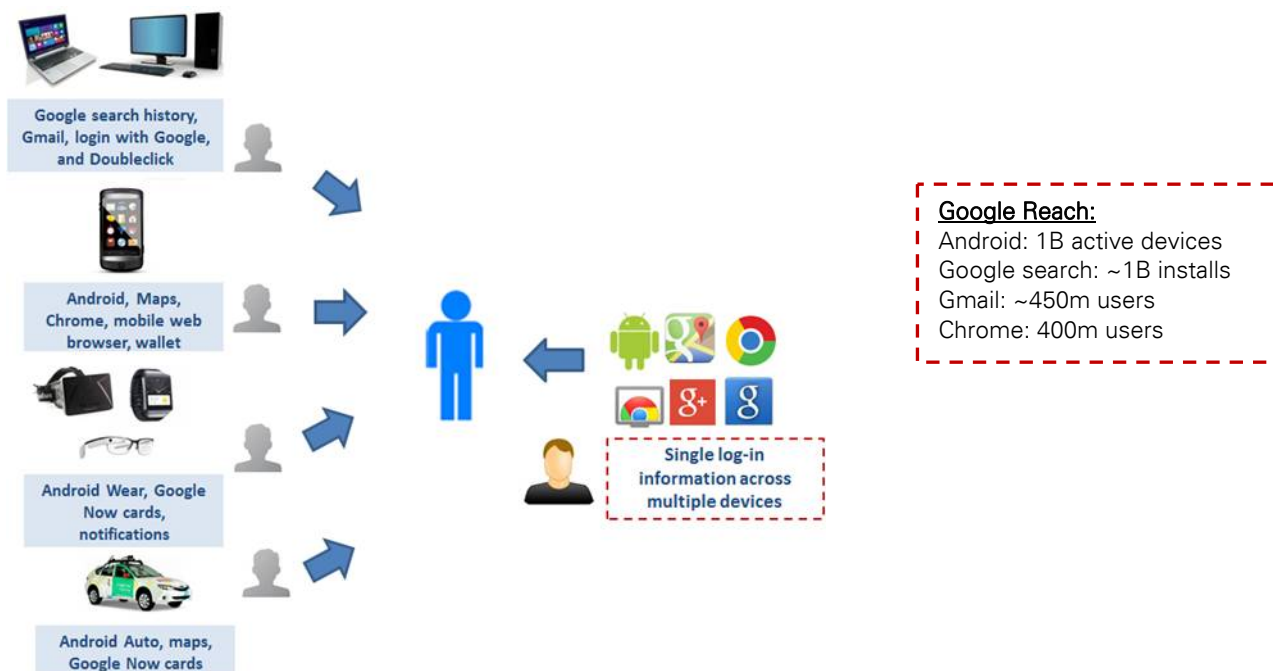 Google search history,
Gmail, login with Google,
and Doubleclick
Android, Maps,
Chrome, mobile web
browser, wallet
Android Wear, Google
Now cards,
notifications
Android Auto, maps,
Google Now cards
g
g+
g
Single log-in
information across
multiple devices
Google Reach:
Android: 1B active devices
Google search: ~1B installs
Gmail: ~450m users
Chrome: 400m users